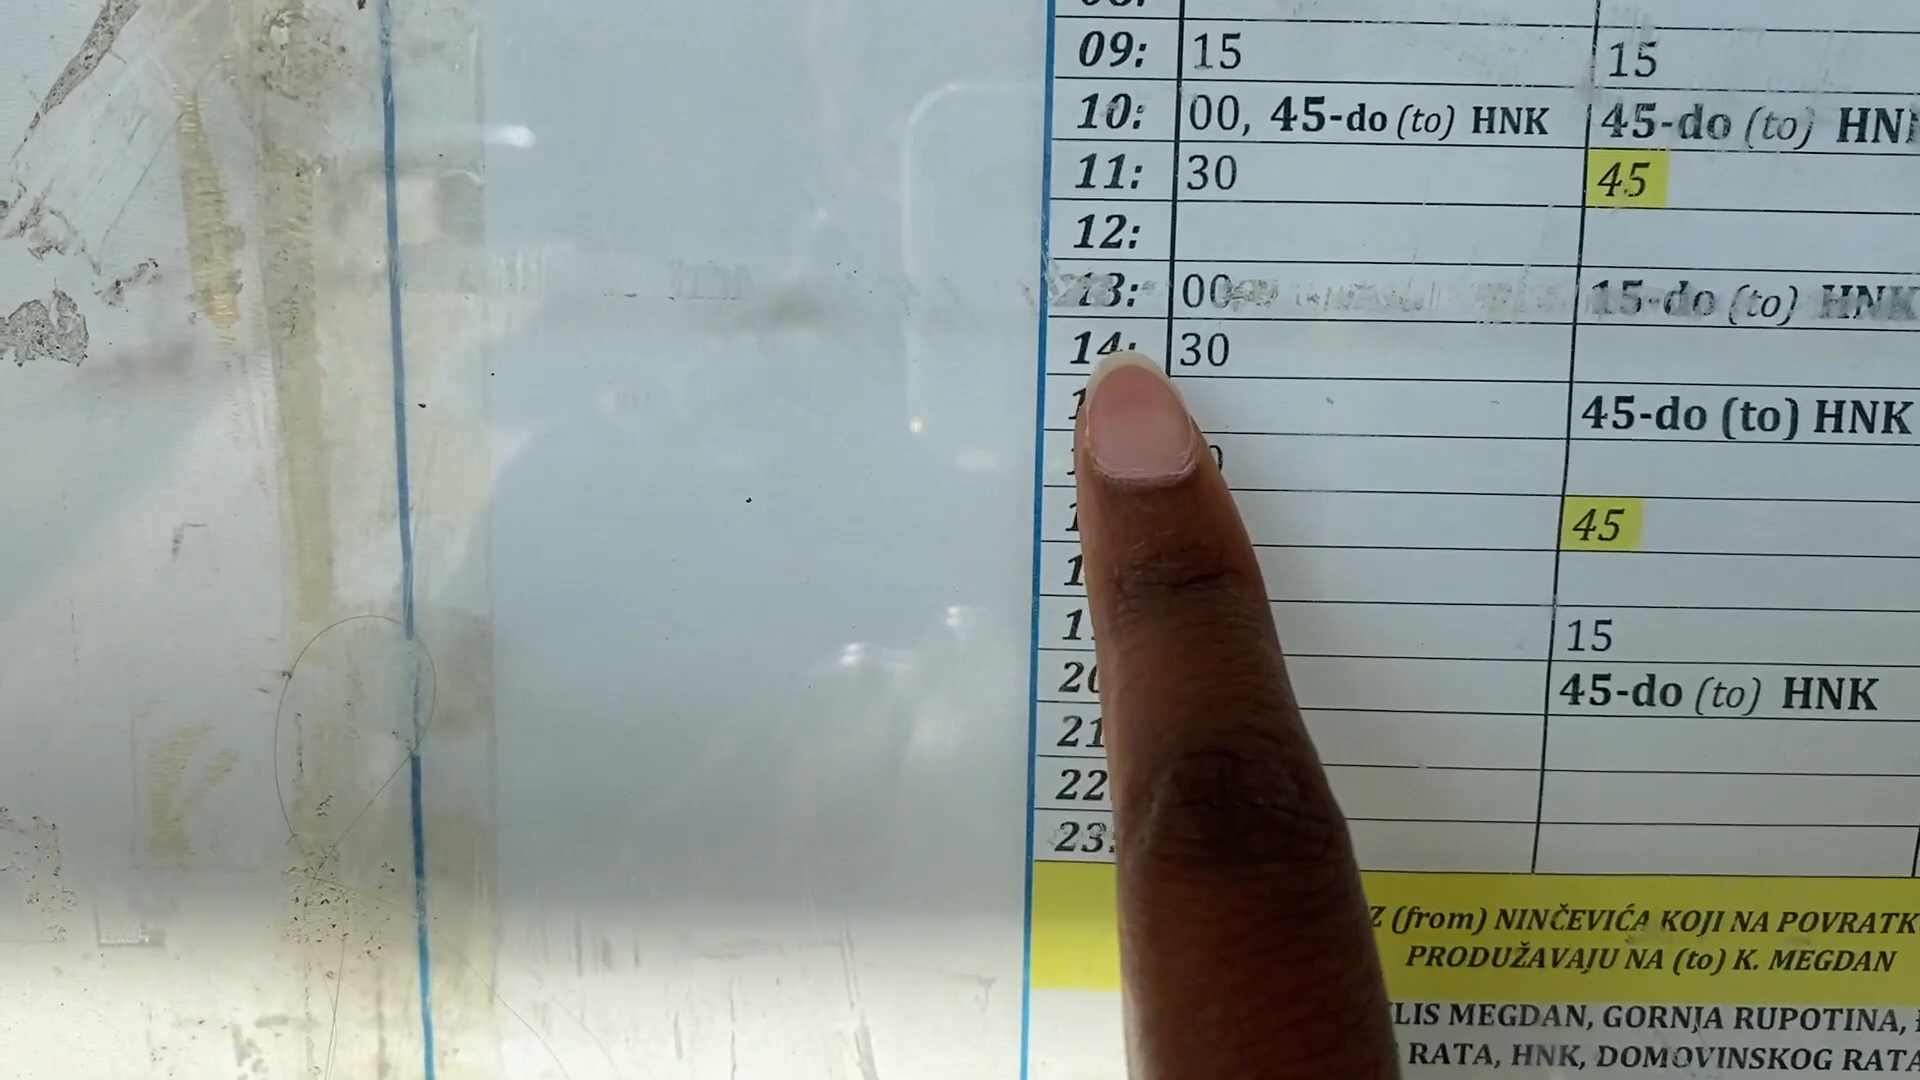 09: 15 15
10: 00, 45-do (to) HNK 45-do (to)
11: 30 45
12:
13: 00 15-do (to) HNK
14: 30
45-do (to) HNK
45
15
45-do (to) HNK
21
22
23:
(from) NINČEVIĆA KOJI NA
PRODUŽAVAJU NA (to) K. MEGDAN
MEGDAN, GORNJA RUPOTINA,
RATA, HNK, DOMOVINSKOG RATA